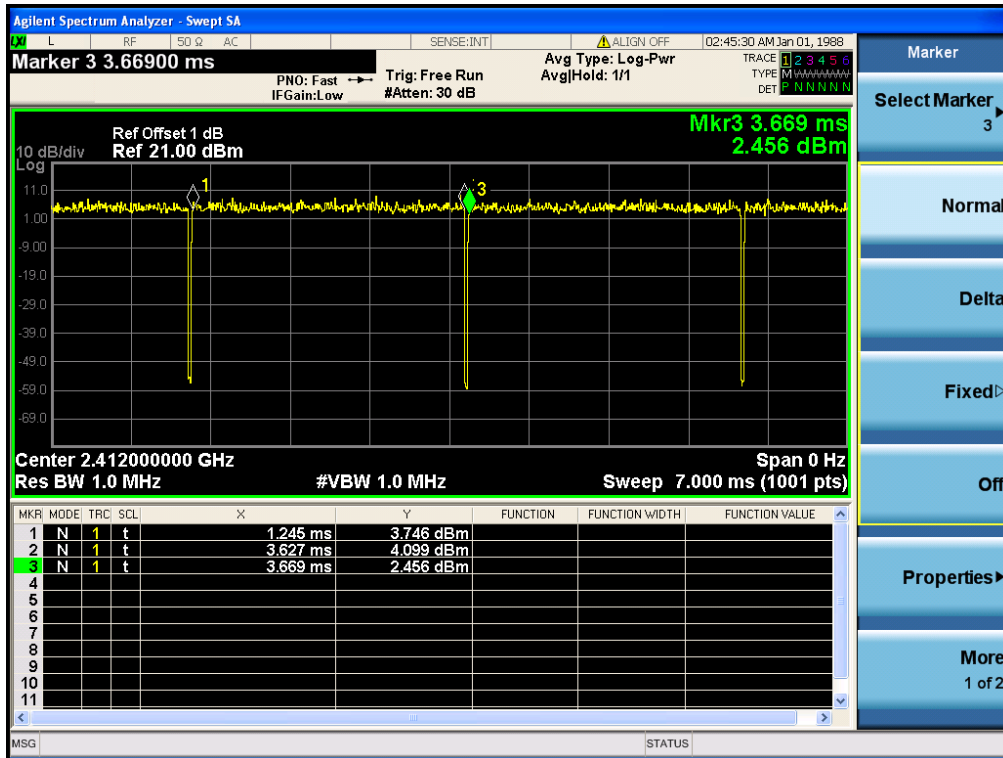 Agilent Spectrum Analyzer - Swept SA
LXI L RF 50 Ω AC SENSE:INT ALIGN OFF 02:45:30 AM Jan 01, 1988
Marker 3 3.66900 ms
PNO: Fast
IFGain:Low
Trig: Free Run
#Atten: 30 dB
Avg Type: Log-Pwr
Avg|Hold: 1/1
TRACE 1 2 3 4 5 6
TYPE M WWWWW
DET P N N N N N
Mkr3 3.669 ms
2.456 dBm
Ref Offset 1 dB
Ref 21.00 dBm
10 dB/div
Log
11.0
1.00
-9.00
-19.0
-29.0
-39.0
-49.0
-59.0
-69.0
1
3
Center 2.412000000 GHz Span 0 Hz
Res BW 1.0 MHz #VBW 1.0 MHz Sweep 7.000 ms (1001 pts)
MKR MODE TRC SCL X Y FUNCTION FUNCTION WIDTH FUNCTION VALUE
1 N 1 t 1.245 ms 3.746 dBm
2 N 1 t 3.627 ms 4.099 dBm
3 N 1 t 3.669 ms 2.456 dBm
4
5
6
7
8
9
10
11
MSG STATUS
Marker
Select Marker
3
Normal
Delta
Fixed
Off
Properties
More
1 of 2